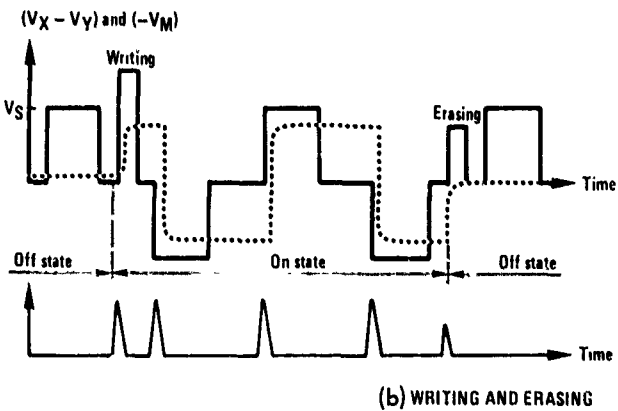 (VX – VY) and (-VM)
Writing
VS
Erasing
Time
Off state
On state
Off state
Time
(b) WRITING AND ERASING